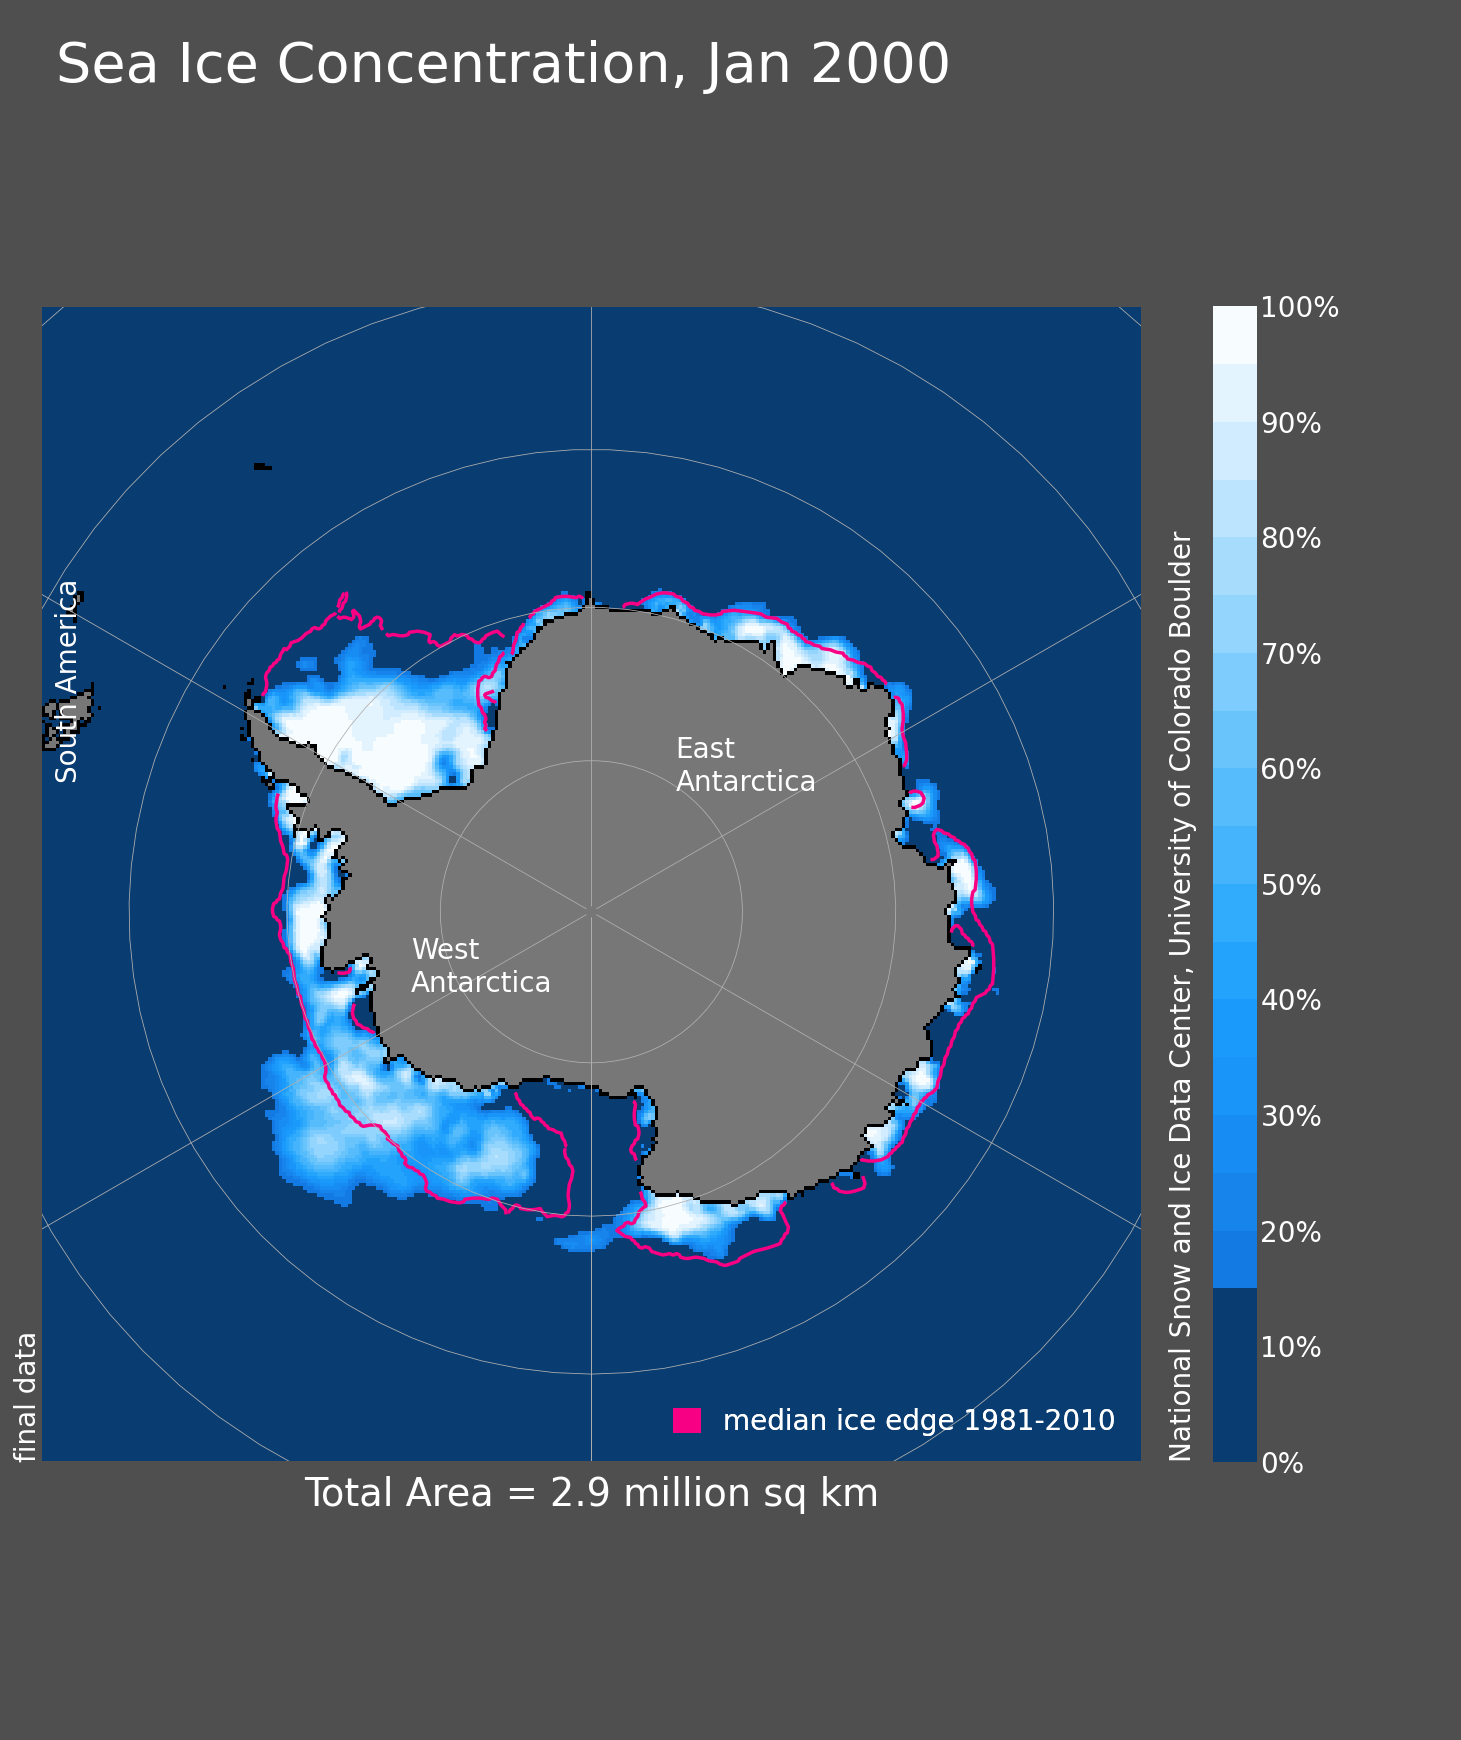 Sea Ice Concentration, Jan 2000
South America
East
Antarctica
West
Antarctica
final data
median ice edge 1981-2010
Total Area = 2.9 million sq km
National Snow and Ice Data Center, University of Colorado Boulder
100%
90%
80%
70%
60%
50%
40%
30%
20%
10%
0%